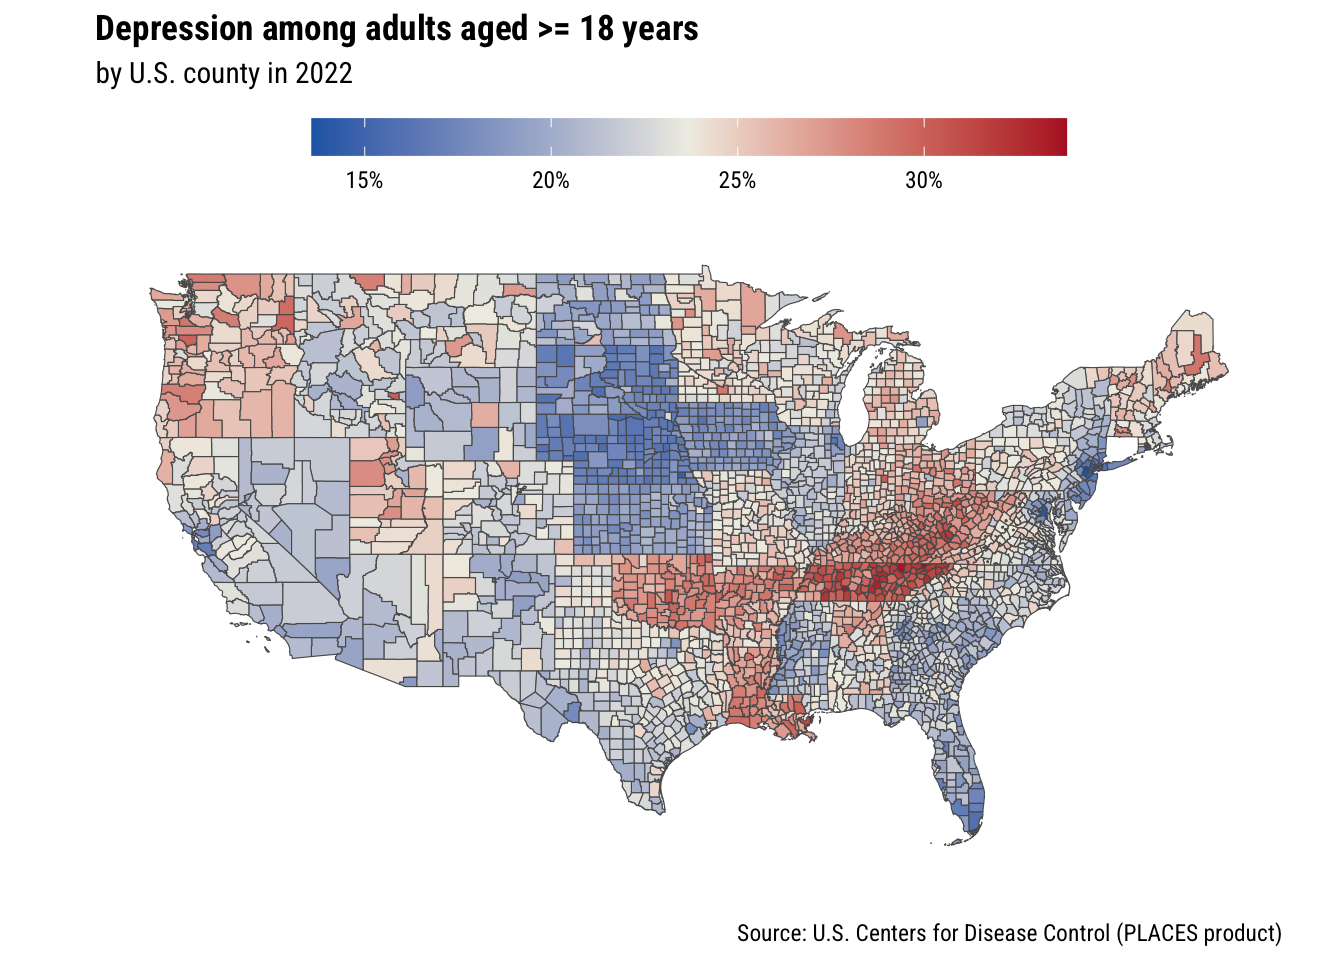 Depression among adults aged >= 18 years
by U.S. county in 2022
15% 20% 25% 30%
Source: U.S. Centers for Disease Control (PLACES product)